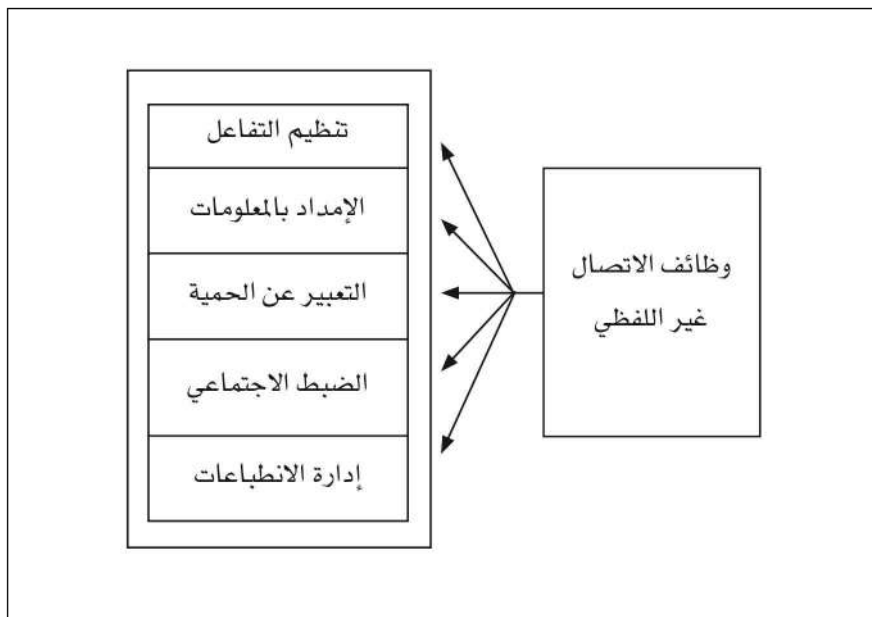 وظائف الاتصال
غير اللفظي
تنظيم التفاعل
الإمداد بالمعلومات
التعبير عن الحمية
الضبط الاجتماعي
إدارة الانطباعات